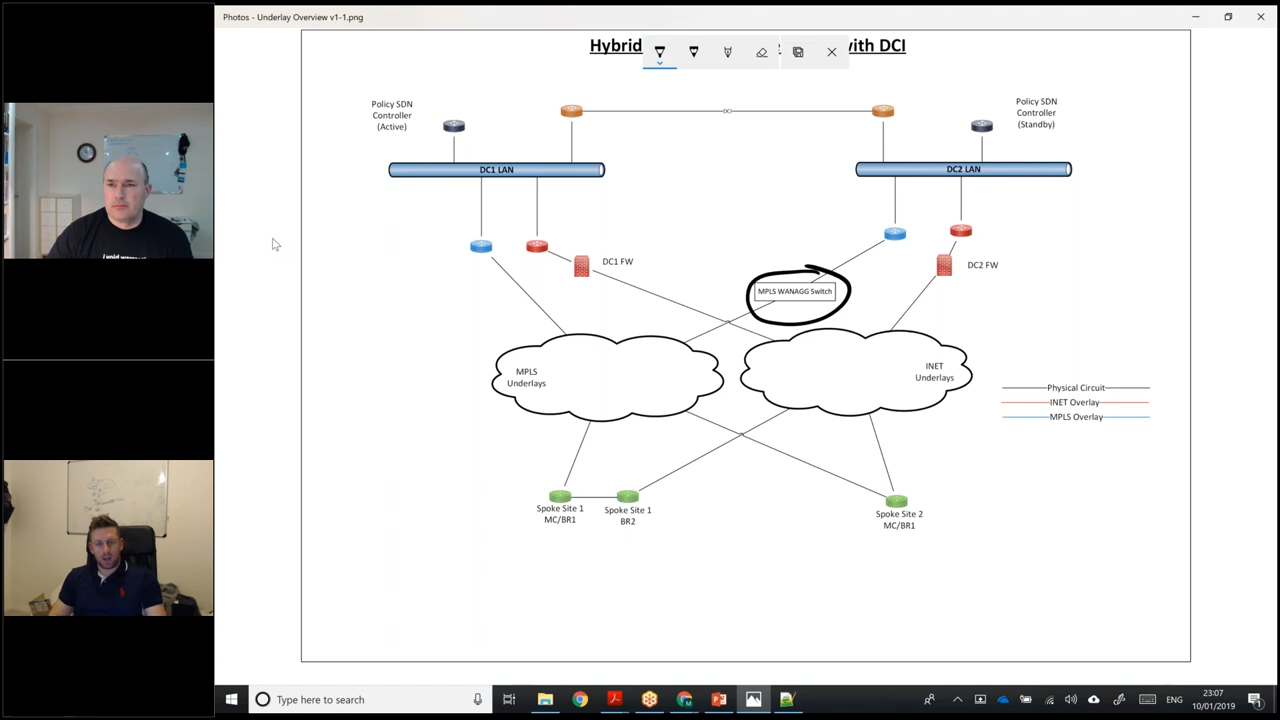 Photos - Underlay Overview v1-1.png
Hybrid
with DCI
Policy SDN
Controller
(Active)
DCI
Policy SDN
Controller
(Standby)
DC1 LAN
DC2 LAN
DC1 FW
DC2 FW
MPLS WANAGG Switch
MPLS
Underlays
INET
Underlays
Physical Circuit
INET Overlay
MPLS Overlay
Spoke Site 1
MC/BR1
Spoke Site 1
BR2
Spoke Site 2
MC/BR1
Type here to search
ENG
23:07
10/01/2019